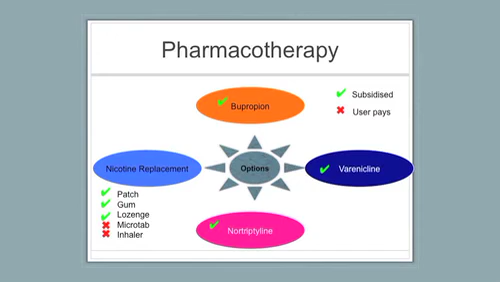 Pharmacotherapy
Bupropion
Subsidised
User pays
Nicotine Replacement
Options
Varenicline
Patch
Gum
Lozenge
Microtab
Inhaler
Nortriptyline